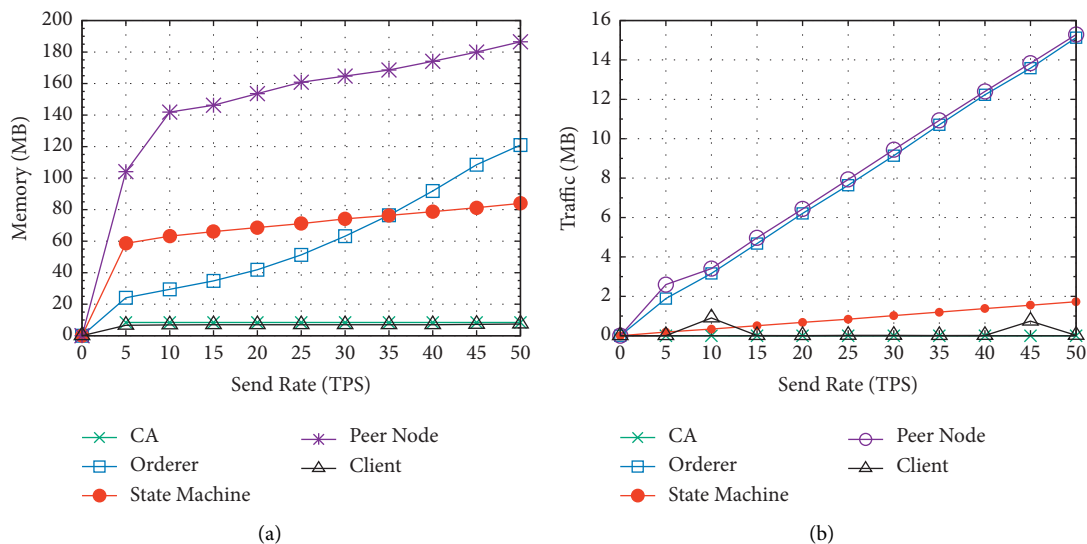 200
180
160
140
120
100
80
60
40
20
0
Memory (MB)
0 5 10 15 20 25 30 35 40 45 50
Send Rate (TPS)
CA
Orderer
State Machine
Peer Node
Client
(a)
16
14
12
10
8
6
4
2
0
Traffic (MB)
0 5 10 15 20 25 30 35 40 45 50
Send Rate (TPS)
CA
Orderer
State Machine
Peer Node
Client
(b)